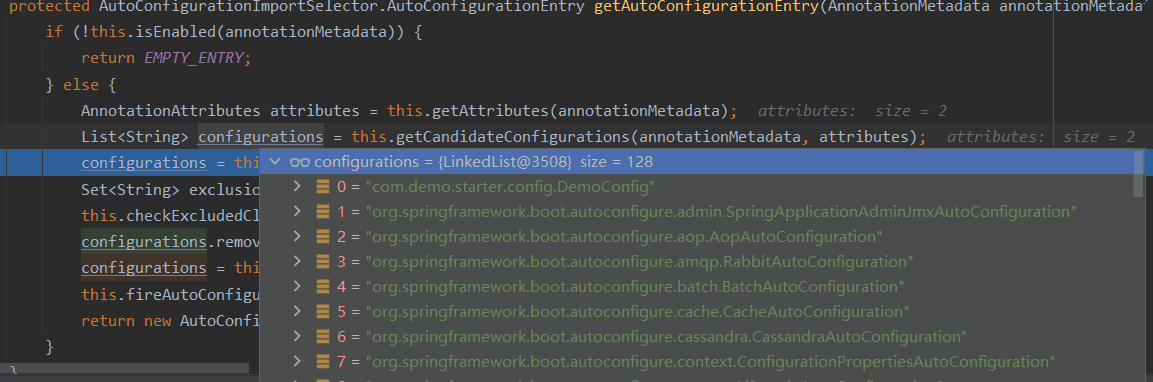 protected AutoConfigurationImportSelector.AutoConfigurationEntry getAutoConfigurationEntry(AnnotationMetadata annotationMetada
if (!this.isEnabled(annotationMetadata)) {
return EMPTY_ENTRY;
} else {
AnnotationAttributes attributes = this.getAttributes(annotationMetadata); attributes: size = 2
List<String> configurations = this.getCandidateConfigurations(annotationMetadata, attributes); attributes: size = 2
configurations = thi
configurations = {LinkedList@3508} size = 128
Set<String> exclusio
0 = "com.demo.starter.config.DemoConfig"
this.checkExcludedCl
1 = "org.springframework.boot.autoconfigure.admin.SpringApplicationAdminJmxAutoConfiguration"
configurations.remov
2 = "org.springframework.boot.autoconfigure.aop.AopAutoConfiguration"
configurations = thi
3 = "org.springframework.boot.autoconfigure.amqp.RabbitAutoConfiguration"
this.fireAutoConfigu
4 = "org.springframework.boot.autoconfigure.batch.BatchAutoConfiguration"
return new AutoConfi
5 = "org.springframework.boot.autoconfigure.cache.CacheAutoConfiguration"
}
6 = "org.springframework.boot.autoconfigure.cassandra.CassandraAutoConfiguration"
7 = "org.springframework.boot.autoconfigure.context.ConfigurationPropertiesAutoConfiguration"
}